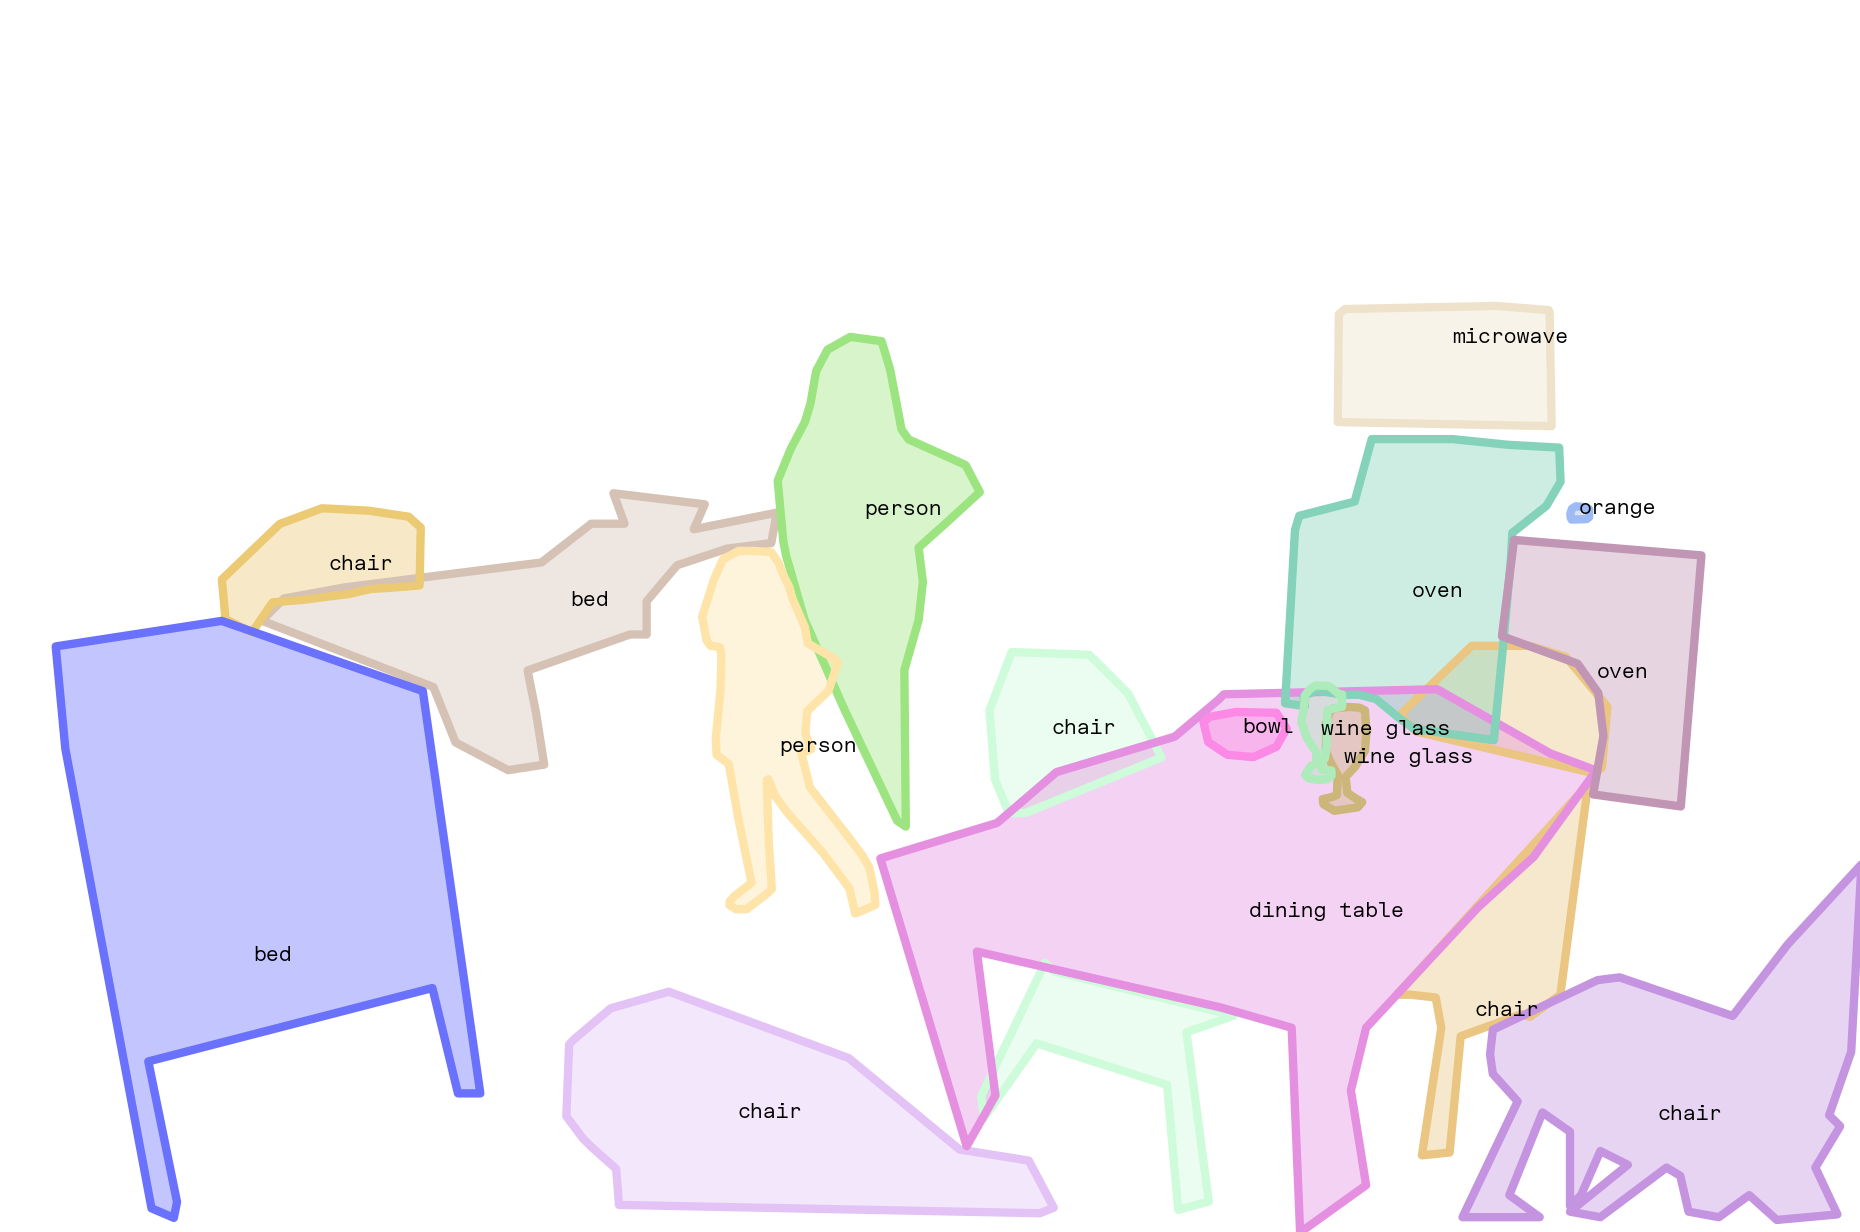 microwave
orange
person
chair
oven
bed
oven
chair
bowl
wine glass
person
wine glass
dining table
bed
chair
chair
chair